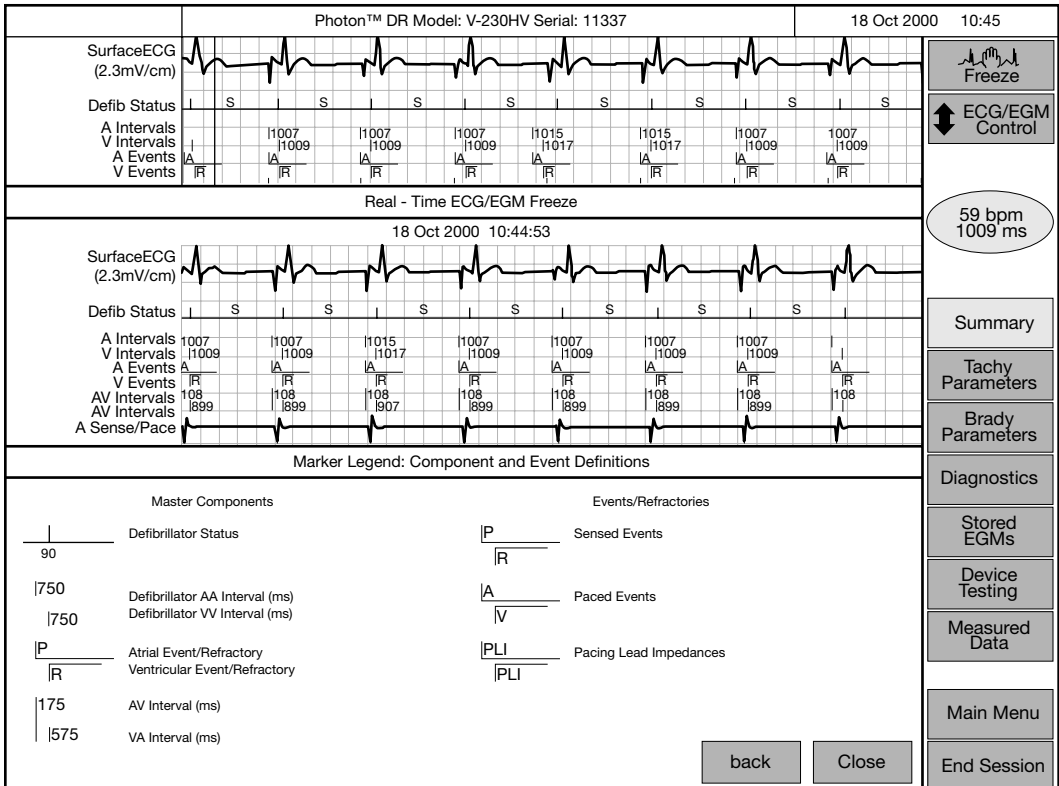 Photon™ DR Model: V-230HV Serial: 11337
18 Oct 2000 10:45
SurfaceECG
(2.3mV/cm)
Defib Status
S S S S S S S S
A Intervals
1007 1007 1007 1015 1015 1007 1007
V Intervals
1009 1009 1009 1017 1017 1009 1009
A Events
A A A A A A A A
V Events
R R R R R R R R
Real - Time ECG/EGM Freeze
18 Oct 2000 10:44:53
SurfaceECG
(2.3mV/cm)
Defib Status
S S S S S S S
A Intervals
1007 1007 1015 1007 1007 1007 1007
V Intervals
1009 1009 1017 1009 1009 1009 1009
A Events
A A A A A A A A
V Events
R R R R R R R R
AV Intervals
108 108 108 108 108 108 108 108
AV Intervals
899 899 907 899 899 899 899
A Sense/Pace
Marker Legend: Component and Event Definitions
Master Components
90
Defibrillator Status
750
Defibrillator AA Interval (ms)
750
Defibrillator VV Interval (ms)
P
Atrial Event/Refractory
R
Ventricular Event/Refractory
175
AV Interval (ms)
575
VA Interval (ms)
Events/Refractories
P
R
Sensed Events
A
V
Paced Events
PLI
PLI
Pacing Lead Impedances
back
Close
Freeze
ECG/EGM
Control
59 bpm
1009 ms
Summary
Tachy
Parameters
Brady
Parameters
Diagnostics
Stored
EGMs
Device
Testing
Measured
Data
Main Menu
End Session